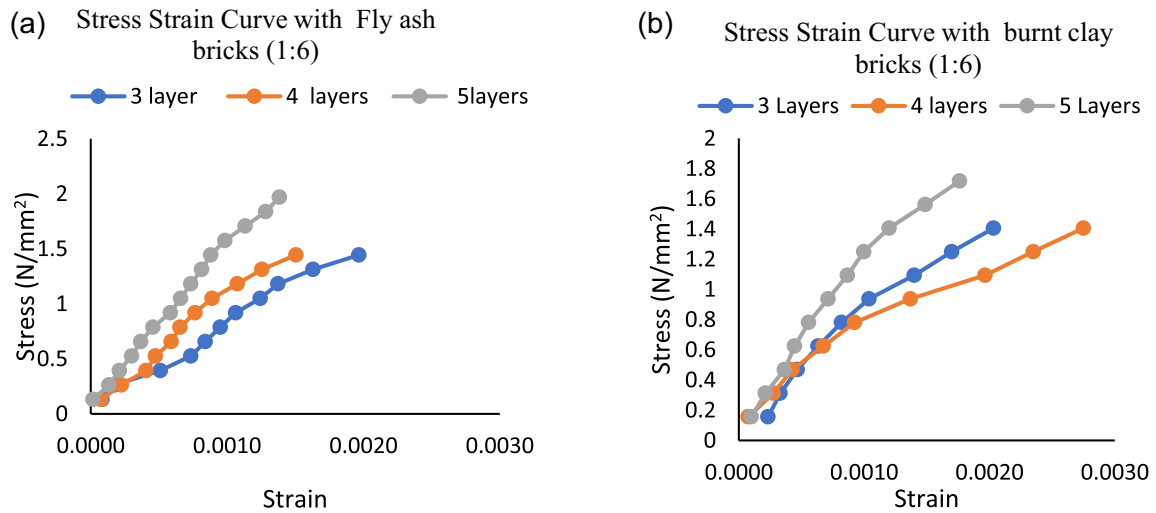 (a)
Stress Strain Curve with Fly ash
bricks (1:6)
3 layer
4 layers
5layers
2.5
2
1.5
1
0.5
0
Stress (N/mm²)
0.0000
0.0010
0.0020
0.0030
Strain
(b)
Stress Strain Curve with burnt clay
bricks (1:6)
3 Layers
4 layers
5 Layers
2
1.8
1.6
1.4
1.2
1
0.8
0.6
0.4
0.2
0
Stress (N/mm²)
0.0000
0.0010
0.0020
0.0030
Strain